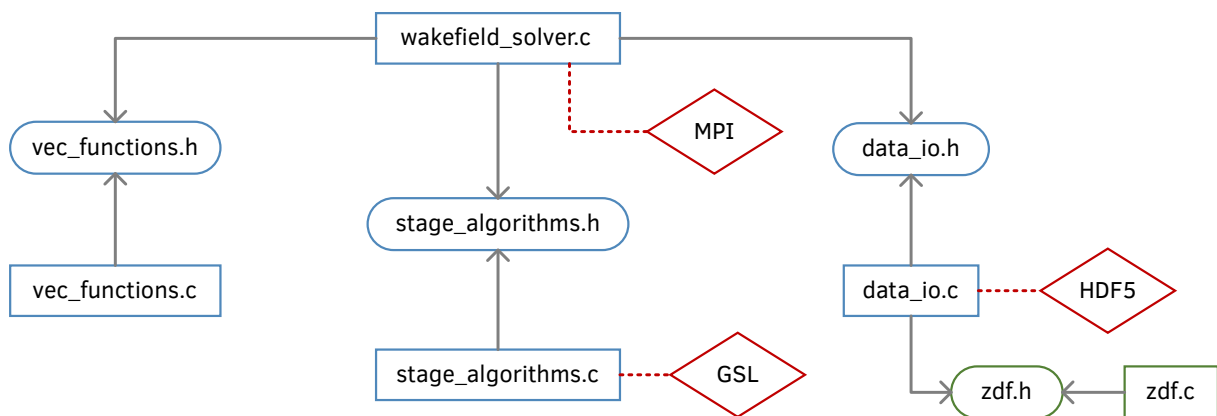 wakefield_solver.c
MPI
vec_functions.h
data_io.h
stage_algorithms.h
vec_functions.c
data_io.c
HDF5
stage_algorithms.c
GSL
zdf.h
zdf.c